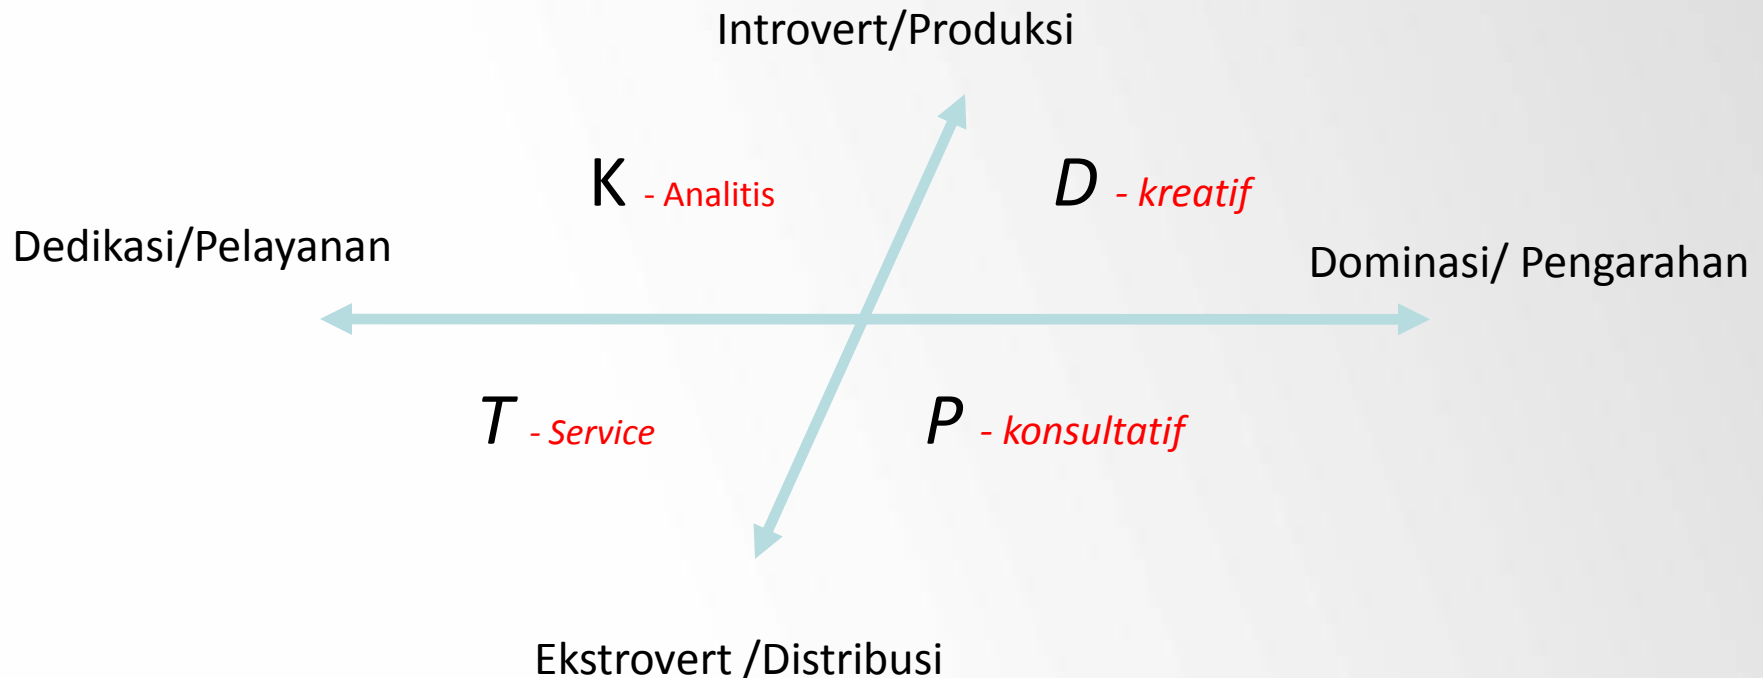 Introvert/Produksi
K - Analitis
D - kreatif
Dedikasi/Pelayanan
Dominasi/ Pengarahan
T - Service
P - konsultatif
Ekstrovert /Distribusi